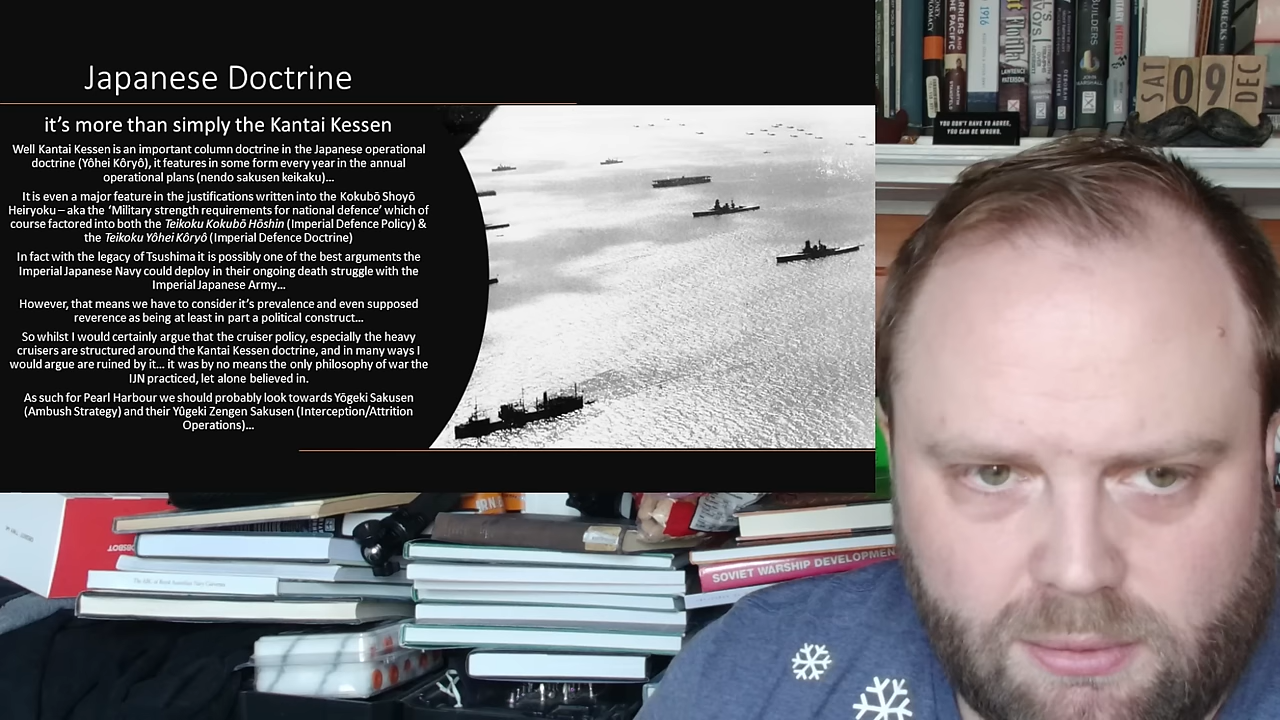 Japanese Doctrine
it's more than simply the Kantai Kessen
Well Kantai Kessen is an important column doctrine in the Japanese operational
doctrine (Yôhei Kôryô), it features in some form every year in the annual
operational plans (nendo sakusen keikaku)...
It is even a major feature in the justifications written into the Kokubō Shoyō
Heiryoku – aka the 'Military strength requirements for national defence' which of
course factored into both the Teikoku Kokubō Hōshin (Imperial Defence Policy) &
the Teikoku Yôhei Kôryô (Imperial Defence Doctrine)
In fact with the legacy of Tsushima it is possibly one of the best arguments the
Imperial Japanese Navy could deploy in their ongoing death struggle with the
Imperial Japanese Army...
However, that means we have to consider it's prevalence and even supposed
reverence as being at least in part a political construct...
So whilst I would certainly argue that the cruiser policy, especially the heavy
cruisers are structured around the Kantai Kessen doctrine, and in many ways I
would argue are ruined by it... it was by no means the only philosophy of war the
IJN practiced, let alone believed in.
As such for Pearl Harbour we should probably look towards Yōgeki Sakusen
(Ambush Strategy) and their Yūgeki Zengen Sakusen (Interception/Attrition
Operations)...
1916
BUILDERS
SAT
09
DEC
YOU DON'T HAVE TO AGREE,
YOU CAN BE WRONG.
SOVIET WARSHIP DEVELOPMEN